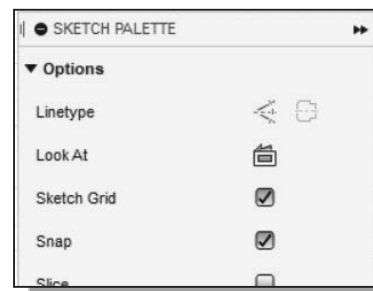 SKETCH PALETTE
Options
Linetype
Look At
Sketch Grid
Snap
Slice